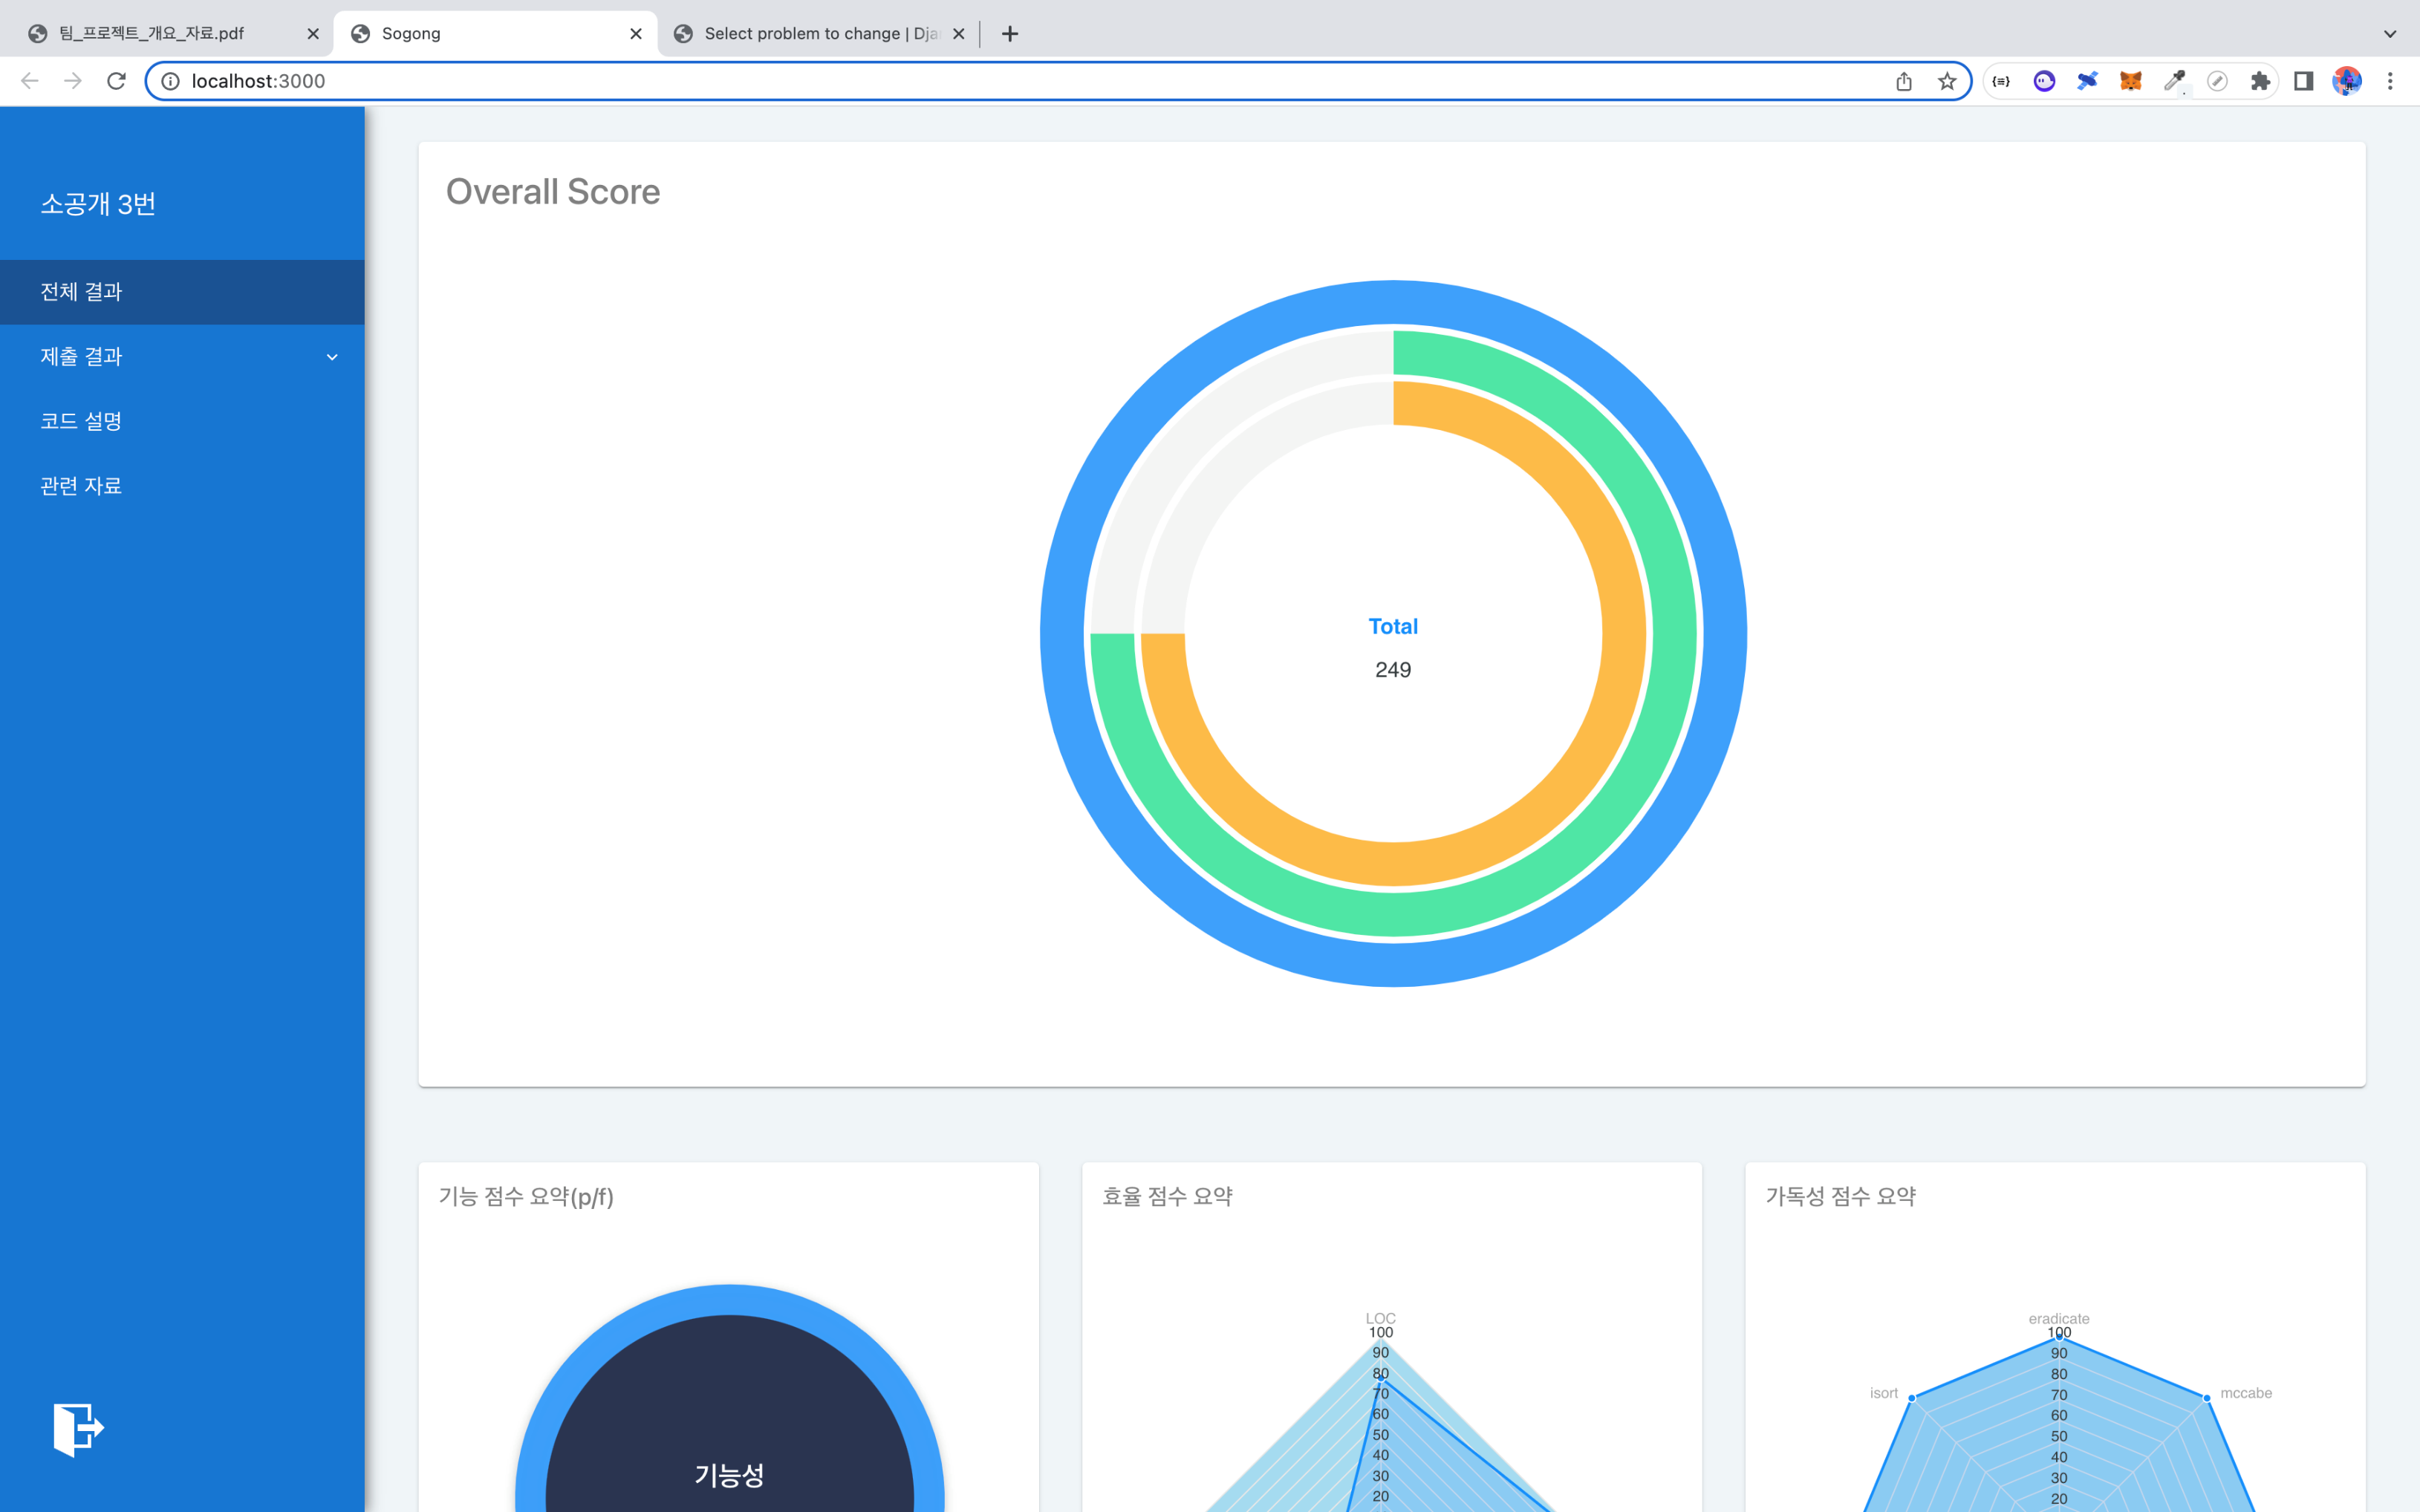 팀_프로젝트_개요_자료.pdf
Sogong
Select problem to change | Dja
localhost:3000
소공개 3번
전체 결과
제출 결과
코드 설명
관련 자료
Overall Score
Total
249
기능 점수 요약(p/f)
기능성
효율 점수 요약
LOC
100
90
80
70
60
50
40
30
20
가독성 점수 요약
eradicate
100
90
isort
80
mccabe
70
60
50
40
30
20